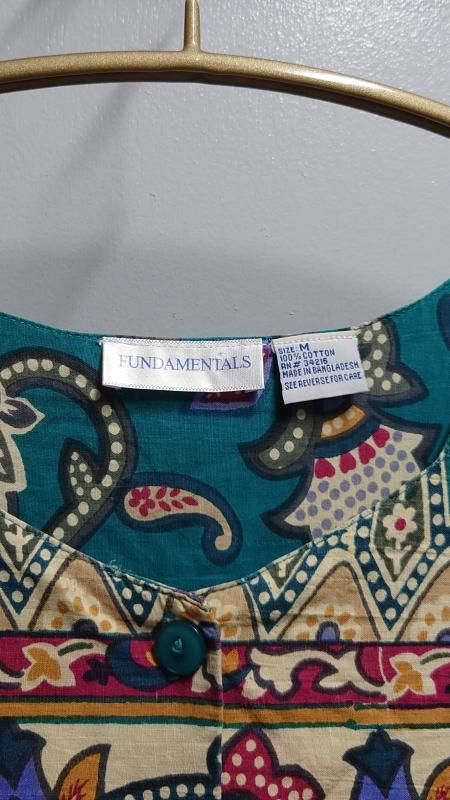 FUNDAMENTALS
SIZE: M
100% COTTON
RN# 34215
MADE IN BANGLADESH
SEE REVERSE FOR CARE